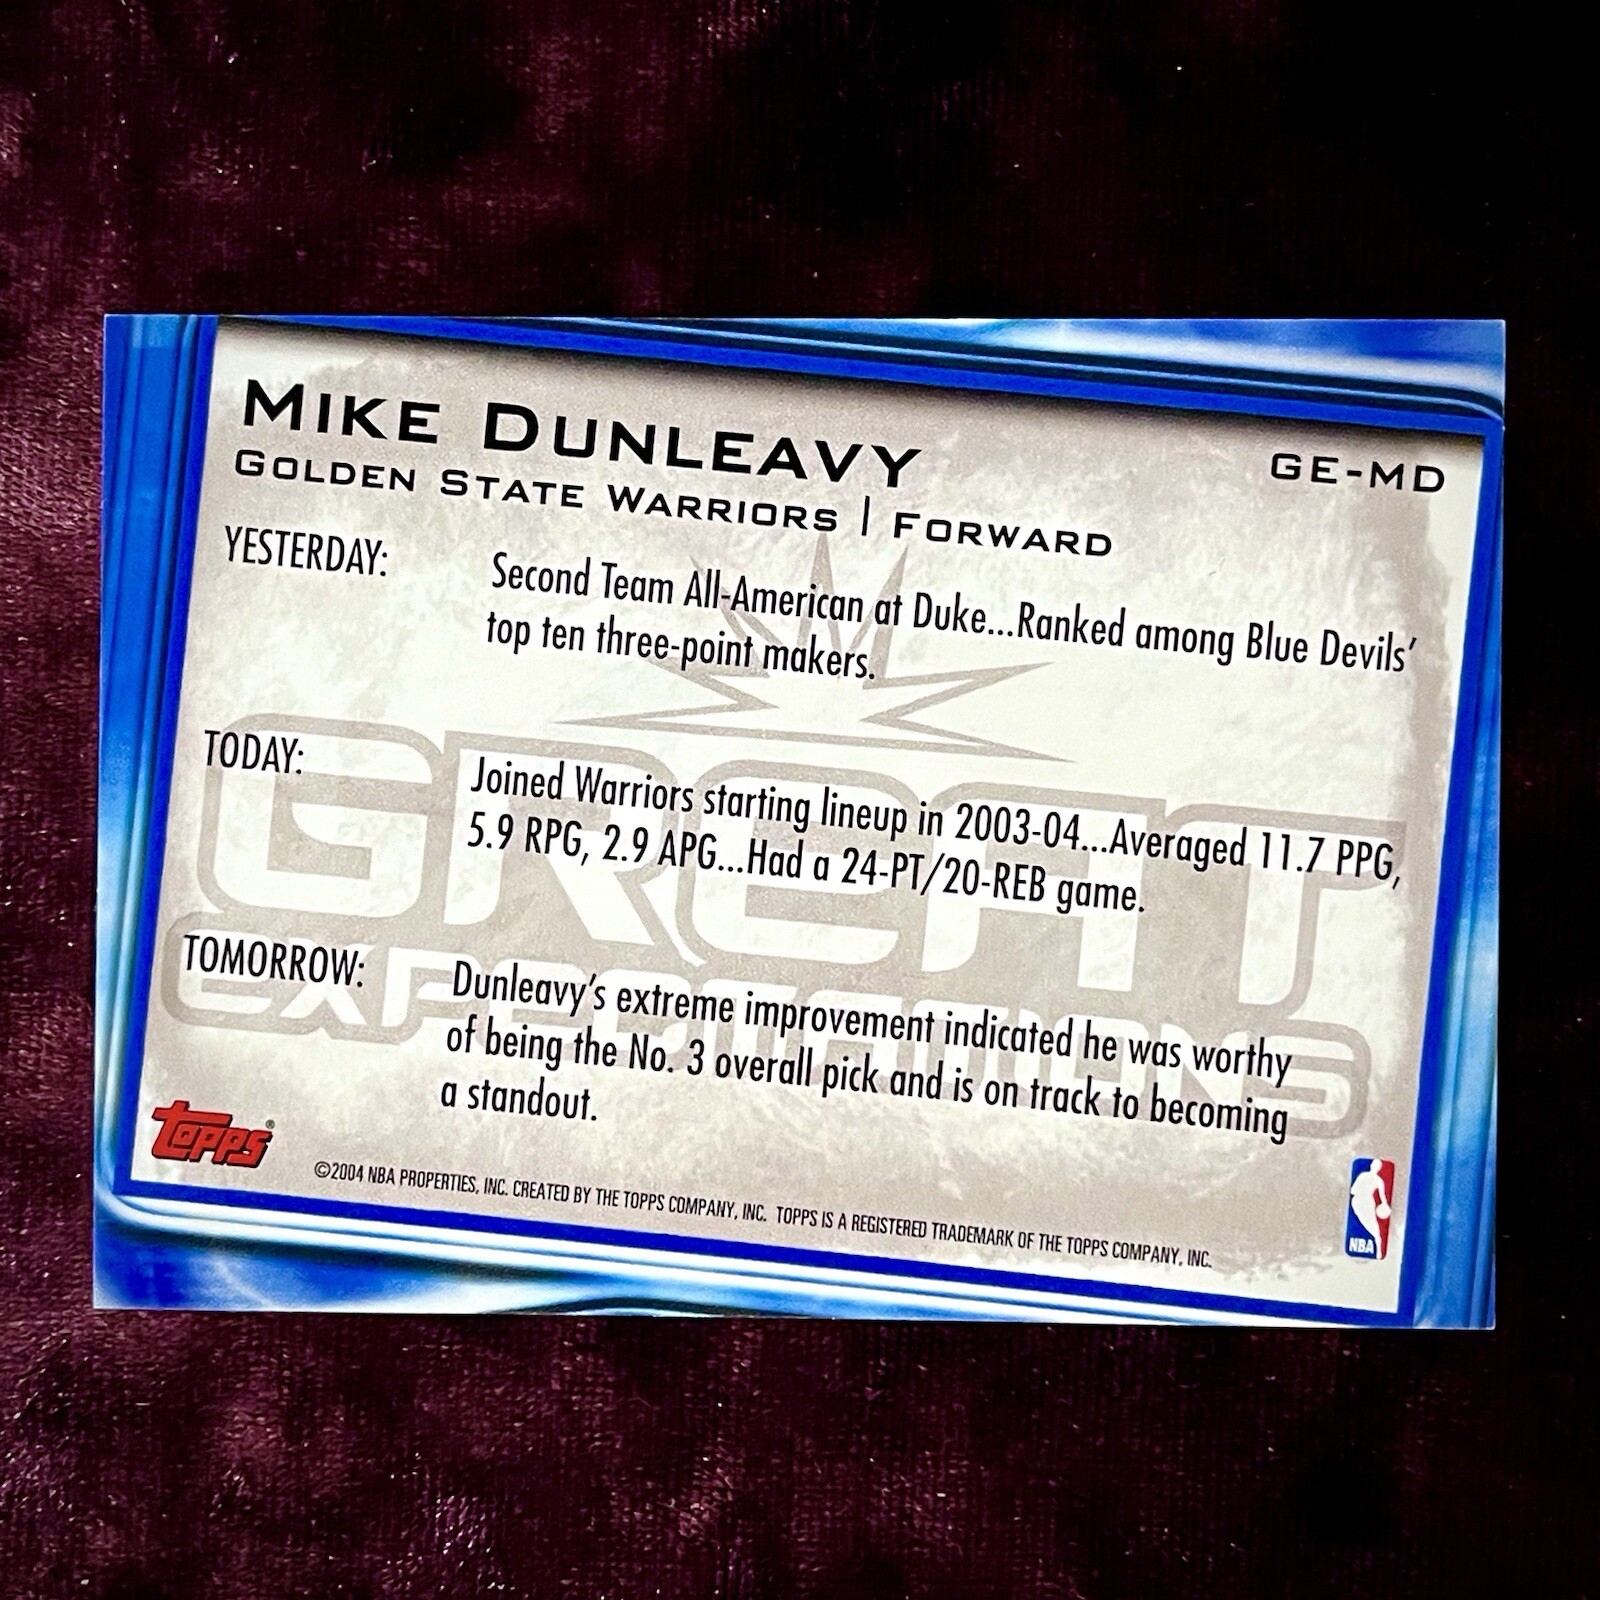 MIKE DUNLEAVY
GE-MD
GOLDEN STATE WARRIORS | FORWARD
YESTERDAY:
Second Team All-American at Duke...Ranked among Blue Devils’
top ten three-point makers.
TODAY:
Joined Warriors starting lineup in 2003-04...Averaged 11.7 PPG,
5.9 RPG, 2.9 APG...Had a 24-PT/20-REB game.
TOMORROW:
Dunleavy’s extreme improvement indicated he was worthy
of being the No. 3 overall pick and is on track to becoming
a standout.
GREAT
EXPECTATIONS
topps®
©2004 NBA PROPERTIES, INC. CREATED BY THE TOPPS COMPANY, INC. TOPPS IS A REGISTERED TRADEMARK OF THE TOPPS COMPANY, INC.
NBA